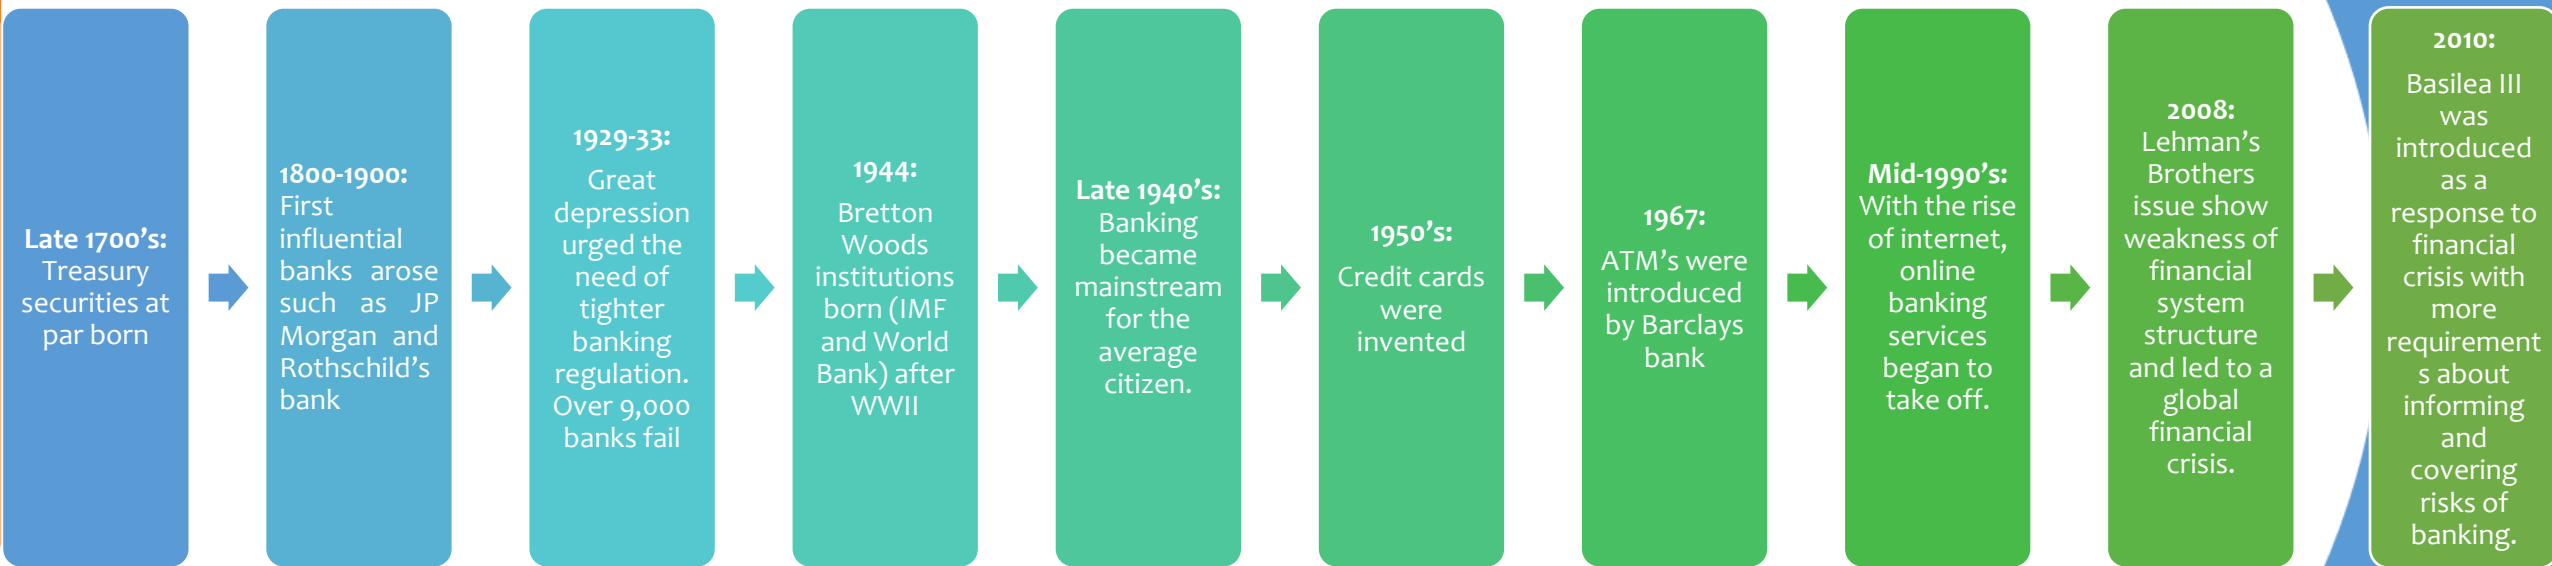 Late 1700's:
Treasury
securities at
par born
1800-1900:
First
influential
banks arose
such as JP
Morgan and
Rothschild's
bank
1929-33:
Great
depression
urged the
need of
tighter
banking
regulation.
Over 9,000
banks fail
1944:
Bretton
Woods
institutions
born (IMF
and World
Bank) after
WWII
Late 1940's:
Banking
became
mainstream
for the
average
citizen.
1950's:
Credit cards
were
invented
1967:
ATM's were
introduced
by Barclays
bank
Mid-1990's:
With the rise
of internet,
online
banking
services
began to
take off.
2008:
Lehman's
Brothers
issue show
weakness of
financial
system
structure
and led to a
global
financial
crisis.
2010:
Basilea III
was
introduced
as a
response to
financial
crisis with
more
requirement
s about
informing
and
covering
risks of
banking.